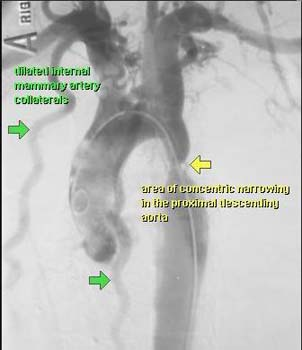 A RIG
dilated internal
mammary artery
collaterals
area of concentric narrowing
in the proximal descending
aorta